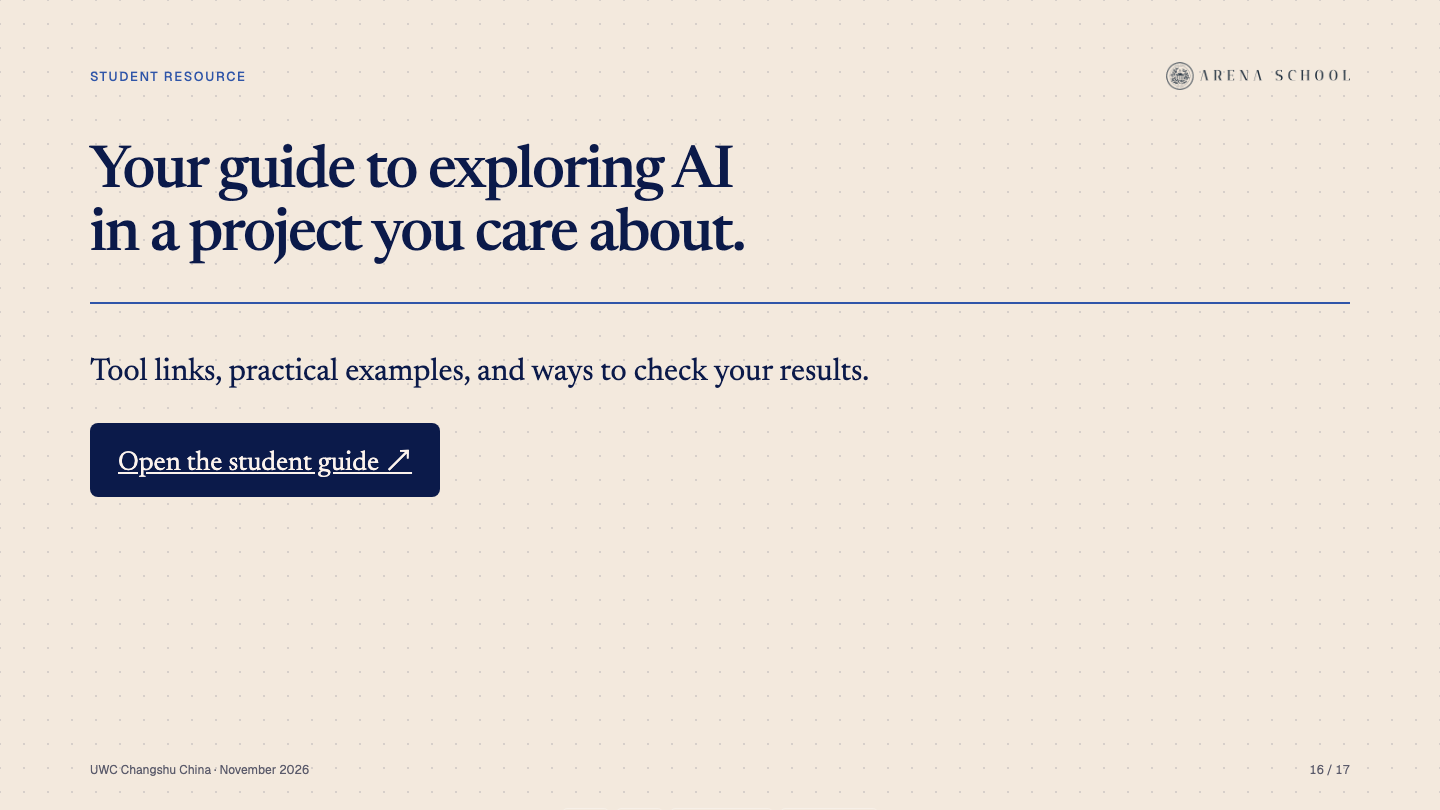 STUDENT RESOURCE
ARENA SCHOOL
Your guide to exploring AI
in a project you care about.
Tool links, practical examples, and ways to check your results.
Open the student guide ↗
UWC Changshu China · November 2026
16 / 17